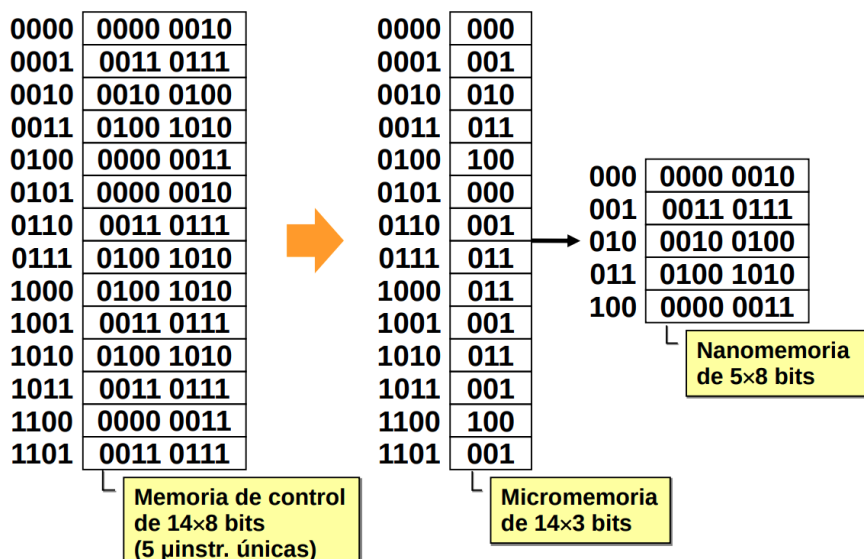 0000 0000 0010
0001 0011 0111
0010 0010 0100
0011 0100 1010
0100 0000 0011
0101 0000 0010
0110 0011 0111
0111 0100 1010
1000 0100 1010
1001 0011 0111
1010 0100 1010
1011 0011 0111
1100 0000 0011
1101 0011 0111
Memoria de control
de 14×8 bits
(5 µinstr. únicas)
0000 000
0001 001
0010 010
0011 011
0100 100
0101 000
0110 001
0111 011
1000 011
1001 001
1010 011
1011 001
1100 100
1101 001
Micromemoria
de 14×3 bits
000 0000 0010
001 0011 0111
010 0010 0100
011 0100 1010
100 0000 0011
Nanomemoria
de 5×8 bits